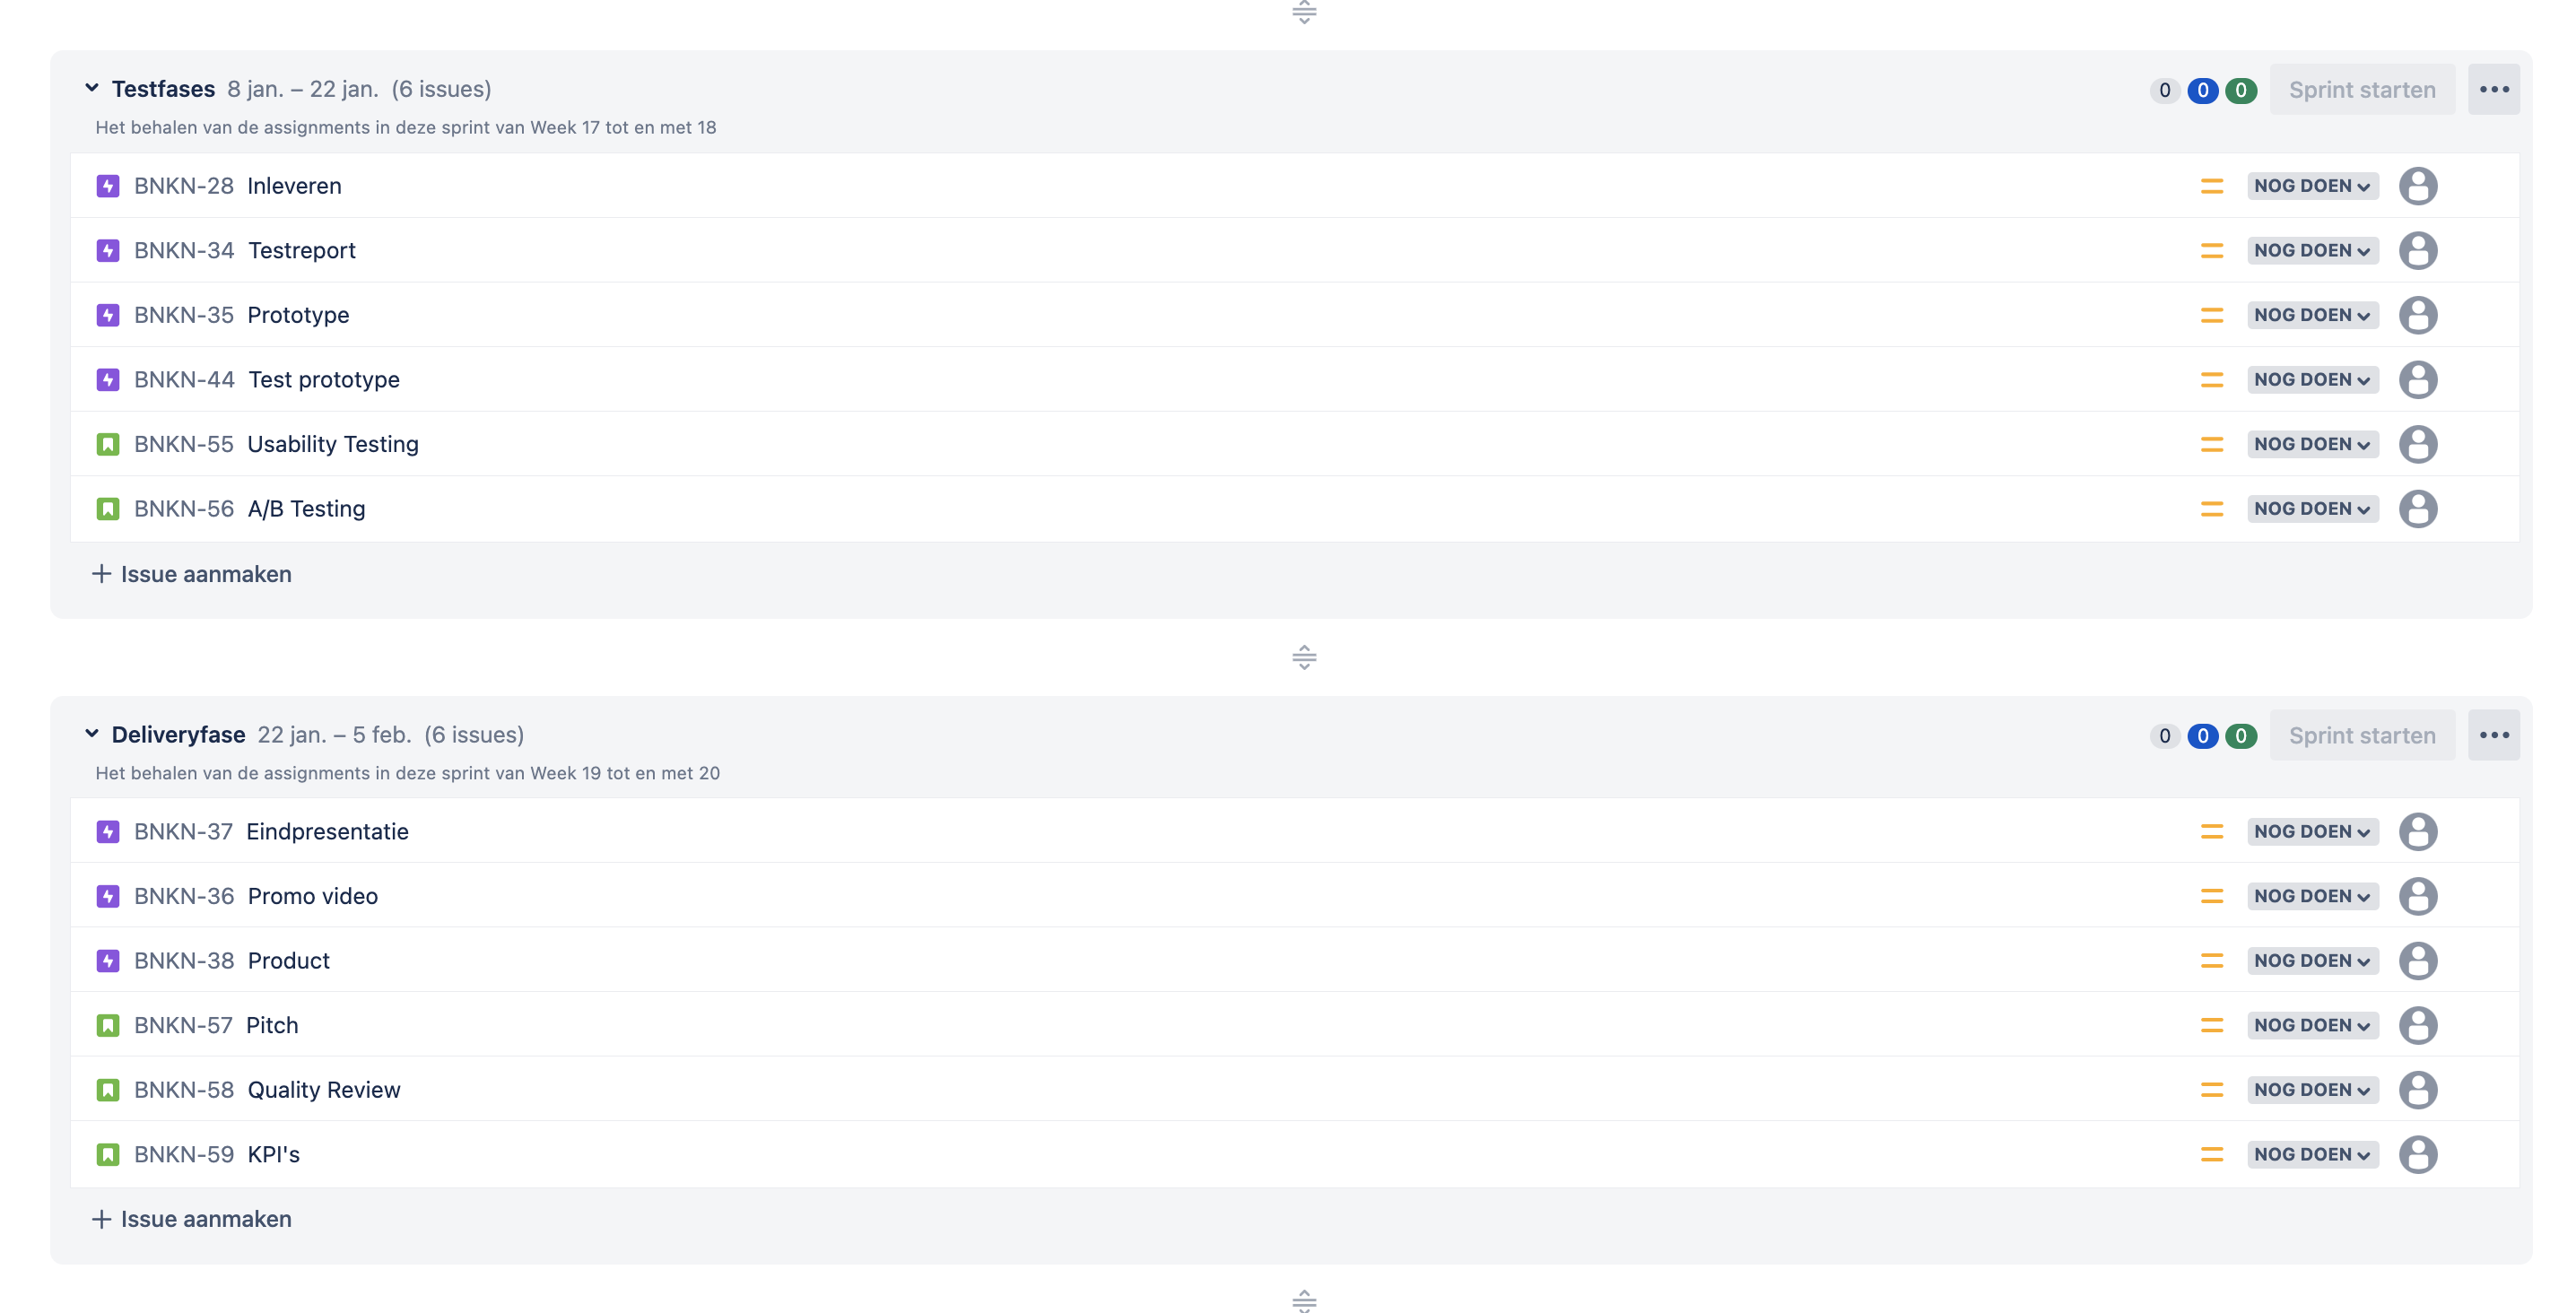 Testfases 8 jan. – 22 jan. (6 issues) 0 0 0 Sprint starten
Het behalen van de assignments in deze sprint van Week 17 tot en met 18
BNKN-28 Inleveren NOG DOEN
BNKN-34 Testreport NOG DOEN
BNKN-35 Prototype NOG DOEN
BNKN-44 Test prototype NOG DOEN
BNKN-55 Usability Testing NOG DOEN
BNKN-56 A/B Testing NOG DOEN
+ Issue aanmaken
Deliveryfase 22 jan. – 5 feb. (6 issues) 0 0 0 Sprint starten
Het behalen van de assignments in deze sprint van Week 19 tot en met 20
BNKN-37 Eindpresentatie NOG DOEN
BNKN-36 Promo video NOG DOEN
BNKN-38 Product NOG DOEN
BNKN-57 Pitch NOG DOEN
BNKN-58 Quality Review NOG DOEN
BNKN-59 KPI's NOG DOEN
+ Issue aanmaken